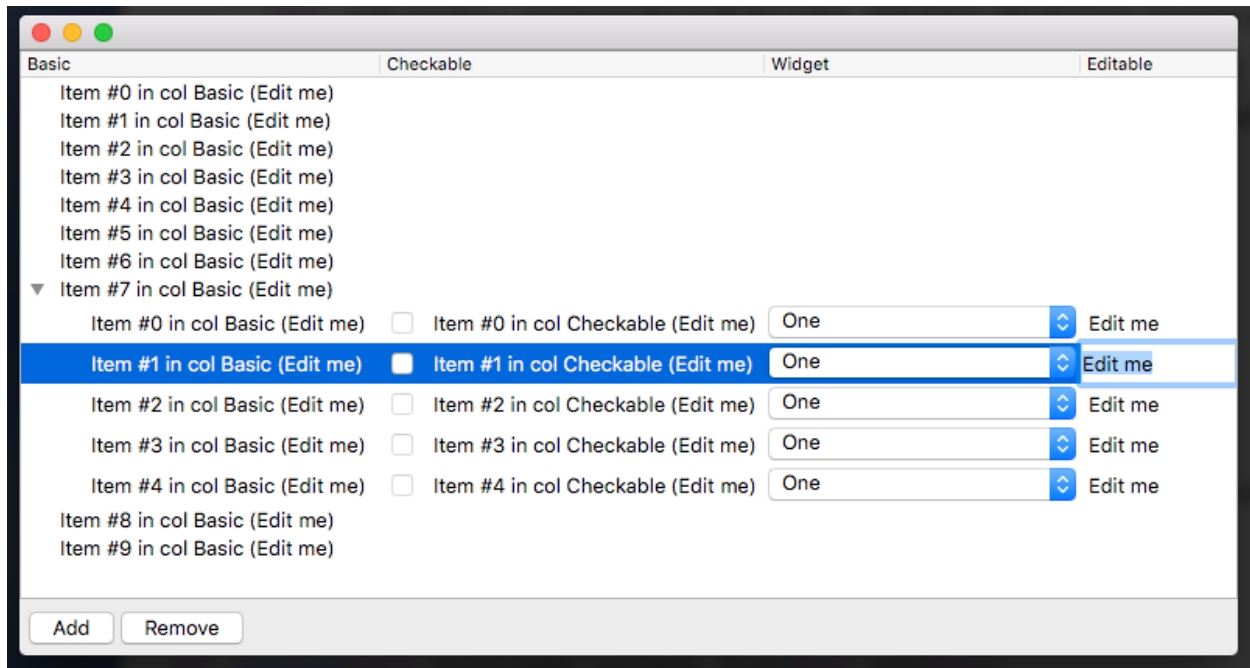 Basic Checkable Widget Editable
Item #0 in col Basic (Edit me)
Item #1 in col Basic (Edit me)
Item #2 in col Basic (Edit me)
Item #3 in col Basic (Edit me)
Item #4 in col Basic (Edit me)
Item #5 in col Basic (Edit me)
Item #6 in col Basic (Edit me)
Item #7 in col Basic (Edit me)
Item #0 in col Basic (Edit me) Item #0 in col Checkable (Edit me) One Edit me
Item #1 in col Basic (Edit me) Item #1 in col Checkable (Edit me) One Edit me
Item #2 in col Basic (Edit me) Item #2 in col Checkable (Edit me) One Edit me
Item #3 in col Basic (Edit me) Item #3 in col Checkable (Edit me) One Edit me
Item #4 in col Basic (Edit me) Item #4 in col Checkable (Edit me) One Edit me
Item #8 in col Basic (Edit me)
Item #9 in col Basic (Edit me)
Add Remove